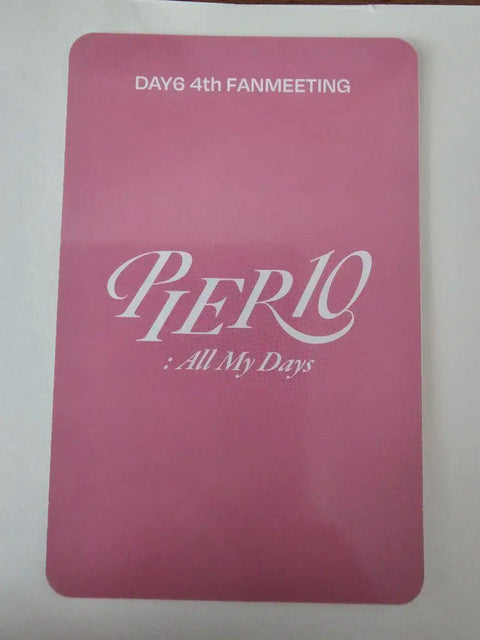 DAY6 4th FANMEETING
PIER10
: All My Days